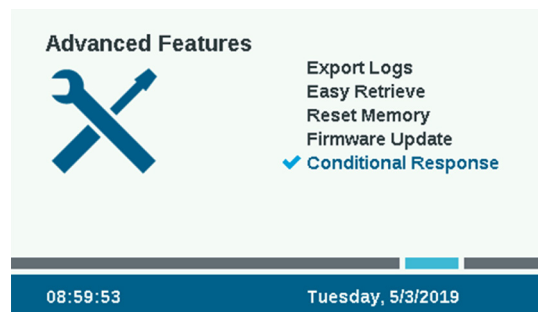 Advanced Features
Export Logs
Easy Retrieve
Reset Memory
Firmware Update
Conditional Response
08:59:53
Tuesday, 5/3/2019